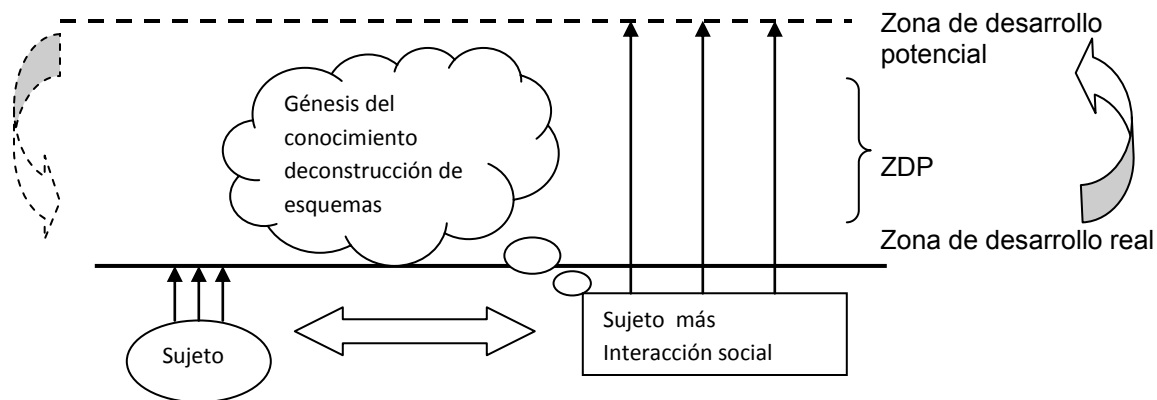 Zona de desarrollo
potencial
Génesis del
conocimiento
deconstrucción de
esquemas
ZDP
Zona de desarrollo real
Sujeto
Sujeto más
Interacción social